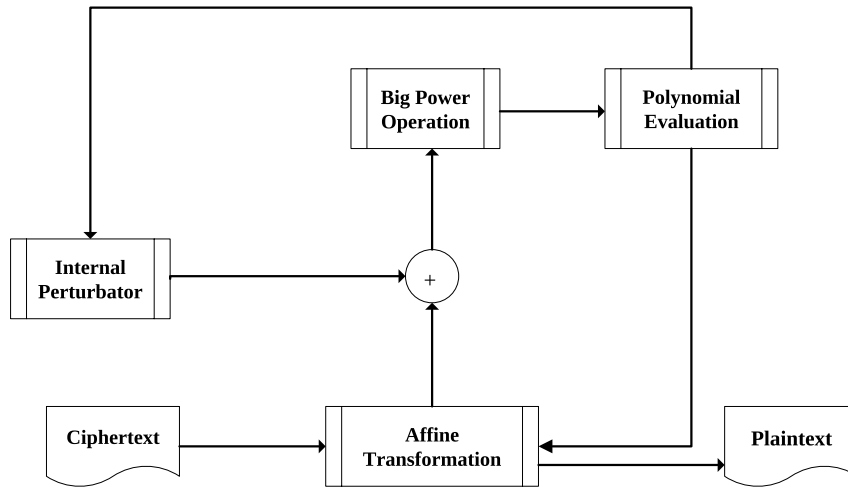 Big Power
Operation
Polynomial
Evaluation
Internal
Perturbator
+
Ciphertext
Affine
Transformation
Plaintext